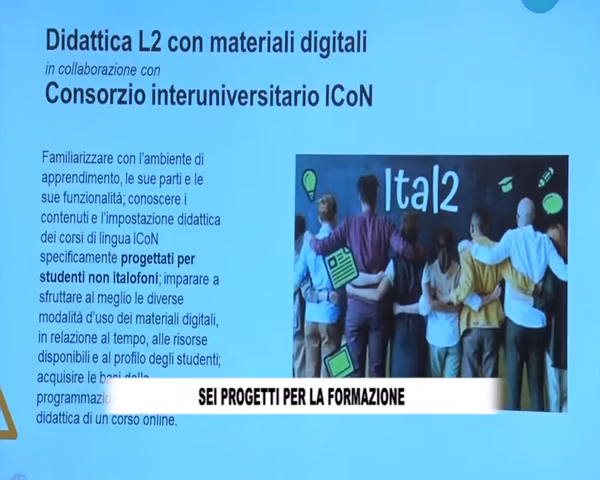 Didattica L2 con materiali digitali
in collaborazione con
Consorzio interuniversitario ICoN
Familiarizzare con l'ambiente di
apprendimento, le sue parti e le
sue funzionalità; conoscere i
contenuti e l'impostazione didattica
dei corsi di lingua ICoN
specificamente progettati per
studenti non italofoni; imparare a
sfruttare al meglio le diverse
modalità d'uso dei materiali digitali,
in relazione al tempo, alle risorse
disponibili e al profilo degli studenti;
acquisire le
didattica di un corso online.
Ital2
SEI PROGETTI PER LA FORMAZIONE